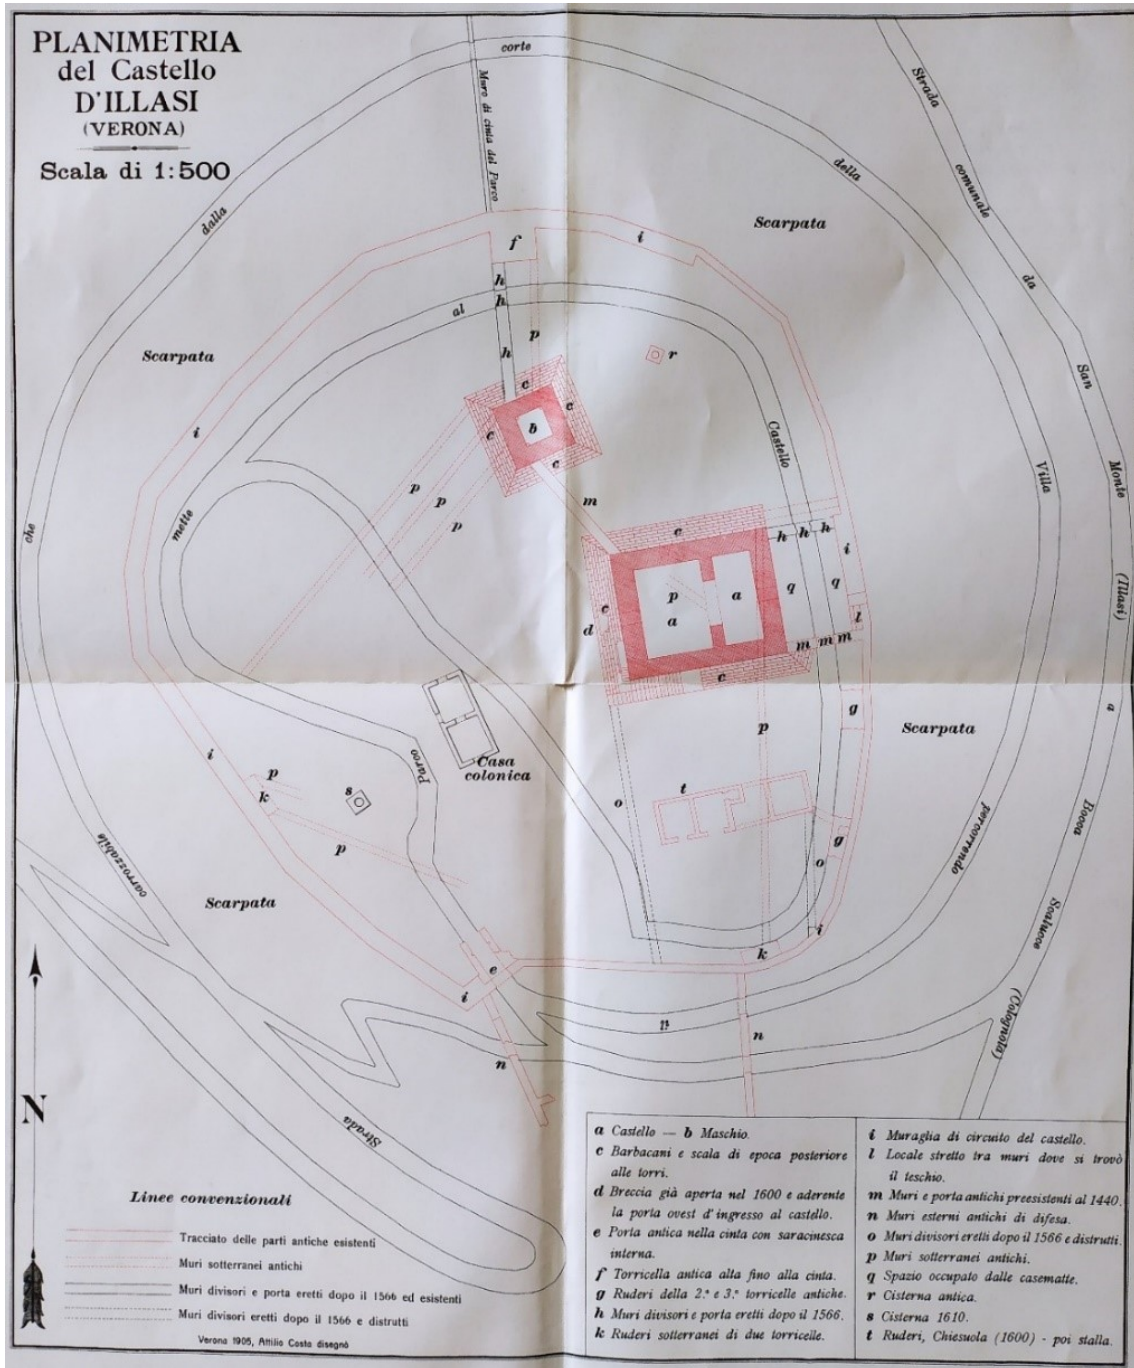 PLANIMETRIA
del Castello
D'ILLASI
(VERONA)
Scala di 1:500
corte
Muro di cinta del Parco
Strada
comunale
da
San
Monte
(Illasi)
a
Bocca
Scalucce
(Colognola)
dalla
della
Scarpata
f
i
h
h
al
p
h
r
Scarpata
c
c
b
c
c
i
Castello
Villa
che
mette
p
p
p
m
c
h h h
i
p
a
a
q
q
c
d
l
m m m
c
g
Scarpata
p
i
Parco
Casa
colonica
p
k
s
t
o
p
g
o
percorrendo
carrozzabile
Scarpata
i
k
e
i
n
n
n
Strada
N
Linee convenzionali
Tracciato delle parti antiche esistenti
Muri sotterranei antichi
Muri divisori e porta eretti dopo il 1566 ed esistenti
Muri divisori eretti dopo il 1566 e distrutti
Verona 1905, Attilio Costa disegnò
a Castello — b Maschio.
c Barbacani e scala di epoca posteriore
alle torri.
d Breccia già aperta nel 1600 e aderente
la porta ovest d'ingresso al castello.
e Porta antica nella cinta con saracinesca
interna.
f Torricella antica alta fino alla cinta.
g Ruderi della 2.ª e 3.ª torricelle antiche.
h Muri divisori e porta eretti dopo il 1566.
k Ruderi sotterranei di due torricelle.
i Muraglia di circuito del castello.
l Locale stretto tra muri dove si trovò
il teschio.
m Muri e porta antichi preesistenti al 1440.
n Muri esterni antichi di difesa.
o Muri divisori eretti dopo il 1566 e distrutti.
p Muri sotterranei antichi.
q Spazio occupato dalle casematte.
r Cisterna antica.
s Cisterna 1610.
t Ruderi, Chiesuola (1600) - poi stalla.